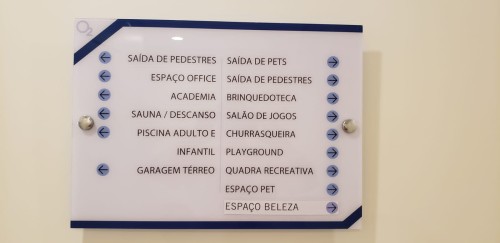 O2
SAÍDA DE PEDESTRES
ESPAÇO OFFICE
ACADEMIA
SAUNA / DESCANSO
PISCINA ADULTO E
INFANTIL
GARAGEM TÉRREO
SAÍDA DE PETS
SAÍDA DE PEDESTRES
BRINQUEDOTECA
SALÃO DE JOGOS
CHURRASQUEIRA
PLAYGROUND
QUADRA RECREATIVA
ESPAÇO PET
ESPAÇO BELEZA